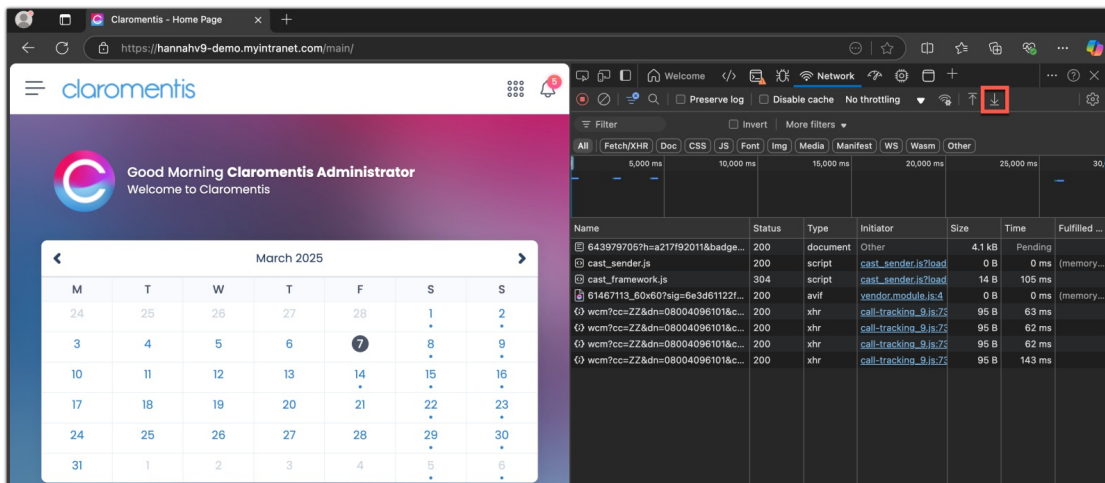 Claromentis - Home Page
https://hannahv9-demo.myintranet.com/main/
claromentis
5
Good Morning Claromentis Administrator
Welcome to Claromentis
March 2025
M T W T F S S
24 25 26 27 28 1 2
3 4 5 6 7 8 9
10 11 12 13 14 15 16
17 18 19 20 21 22 23
24 25 26 27 28 29 30
31 1 2 3 4 5 6
Welcome Network
Preserve log Disable cache No throttling
Filter Invert More filters
All Fetch/XHR Doc CSS JS Font Img Media Manifest WS Wasm Other
5,000 ms 10,000 ms 15,000 ms 20,000 ms 25,000 ms 30,
Name Status Type Initiator Size Time Fulfilled ...
643979705?h=a217f92011&badge... 200 document Other 4.1 kB Pending
cast_sender.js 200 script cast_sender.js?load 0 B 0 ms (memory...
cast_framework.js 304 script cast_sender.js?load 14 B 105 ms
61467113_60x60?sig=6e3d61122f... 200 avif vendor.module.js:4 0 B 0 ms (memory...
wcm?cc=ZZ&dn=08004096101&c... 200 xhr call-tracking_9.js:73 95 B 63 ms
wcm?cc=ZZ&dn=08004096101&c... 200 xhr call-tracking_9.js:73 95 B 62 ms
wcm?cc=ZZ&dn=08004096101&c... 200 xhr call-tracking_9.js:73 95 B 62 ms
wcm?cc=ZZ&dn=08004096101&c... 200 xhr call-tracking_9.js:73 95 B 143 ms